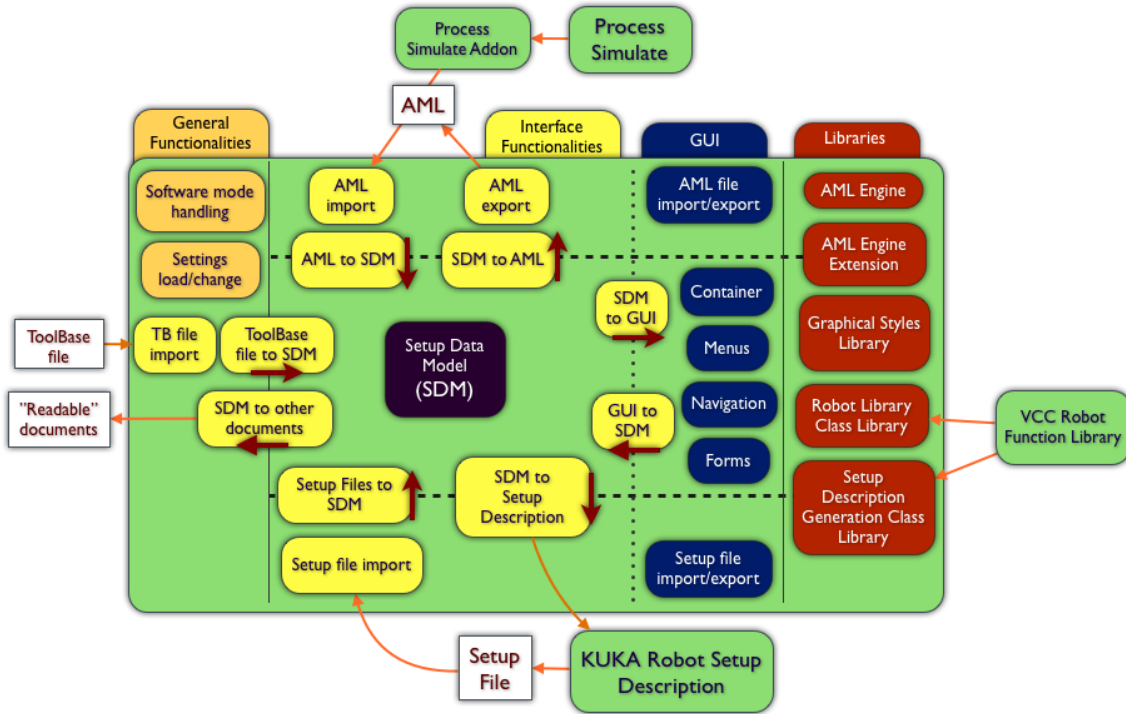 Process
Simulate Addon
Process
Simulate
AML
General
Functionalities
Interface
Functionalities
GUI
Libraries
Software mode
handling
AML
import
AML
export
AML file
import/export
AML Engine
Settings
load/change
AML to SDM
SDM to AML
AML Engine
Extension
Container
SDM
to GUI
ToolBase
file
TB file
import
ToolBase
file to SDM
Setup Data
Model
(SDM)
Menus
Graphical Styles
Library
"Readable"
documents
SDM to other
documents
GUI to
SDM
Navigation
Robot Library
Class Library
VCC Robot
Function Library
Forms
Setup Files to
SDM
SDM to
Setup
Description
Setup
Description
Generation Class
Library
Setup file import
Setup file
import/export
Setup
File
KUKA Robot Setup
Description